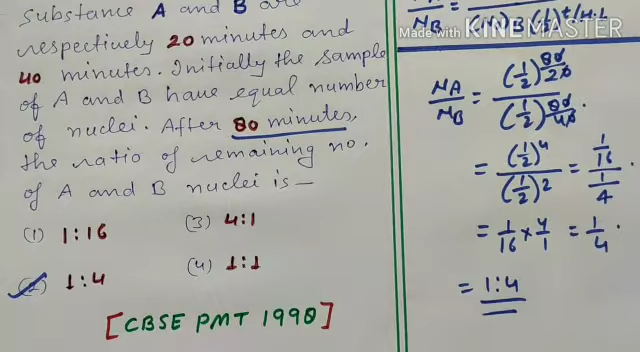 Substance A and B are
respectively 20 minutes and
40 minutes. Initially the sample
of A and B have equal number
of nuclei. After 80 minutes,
the ratio of remaining no.
of A and B nuclei is—
(1) 1:16
(3) 4:1
(2) 1:4
(4) 1:1
[CBSE PMT 1998]
Made with KINEMASTER
NA/NB = (1/2)^80/20 / (1/2)^80/40 .
= (1/2)^4 / (1/2)^2 = 1/16 / 1/4
= 1/16 × 4/1 = 1/4 .
= 1:4